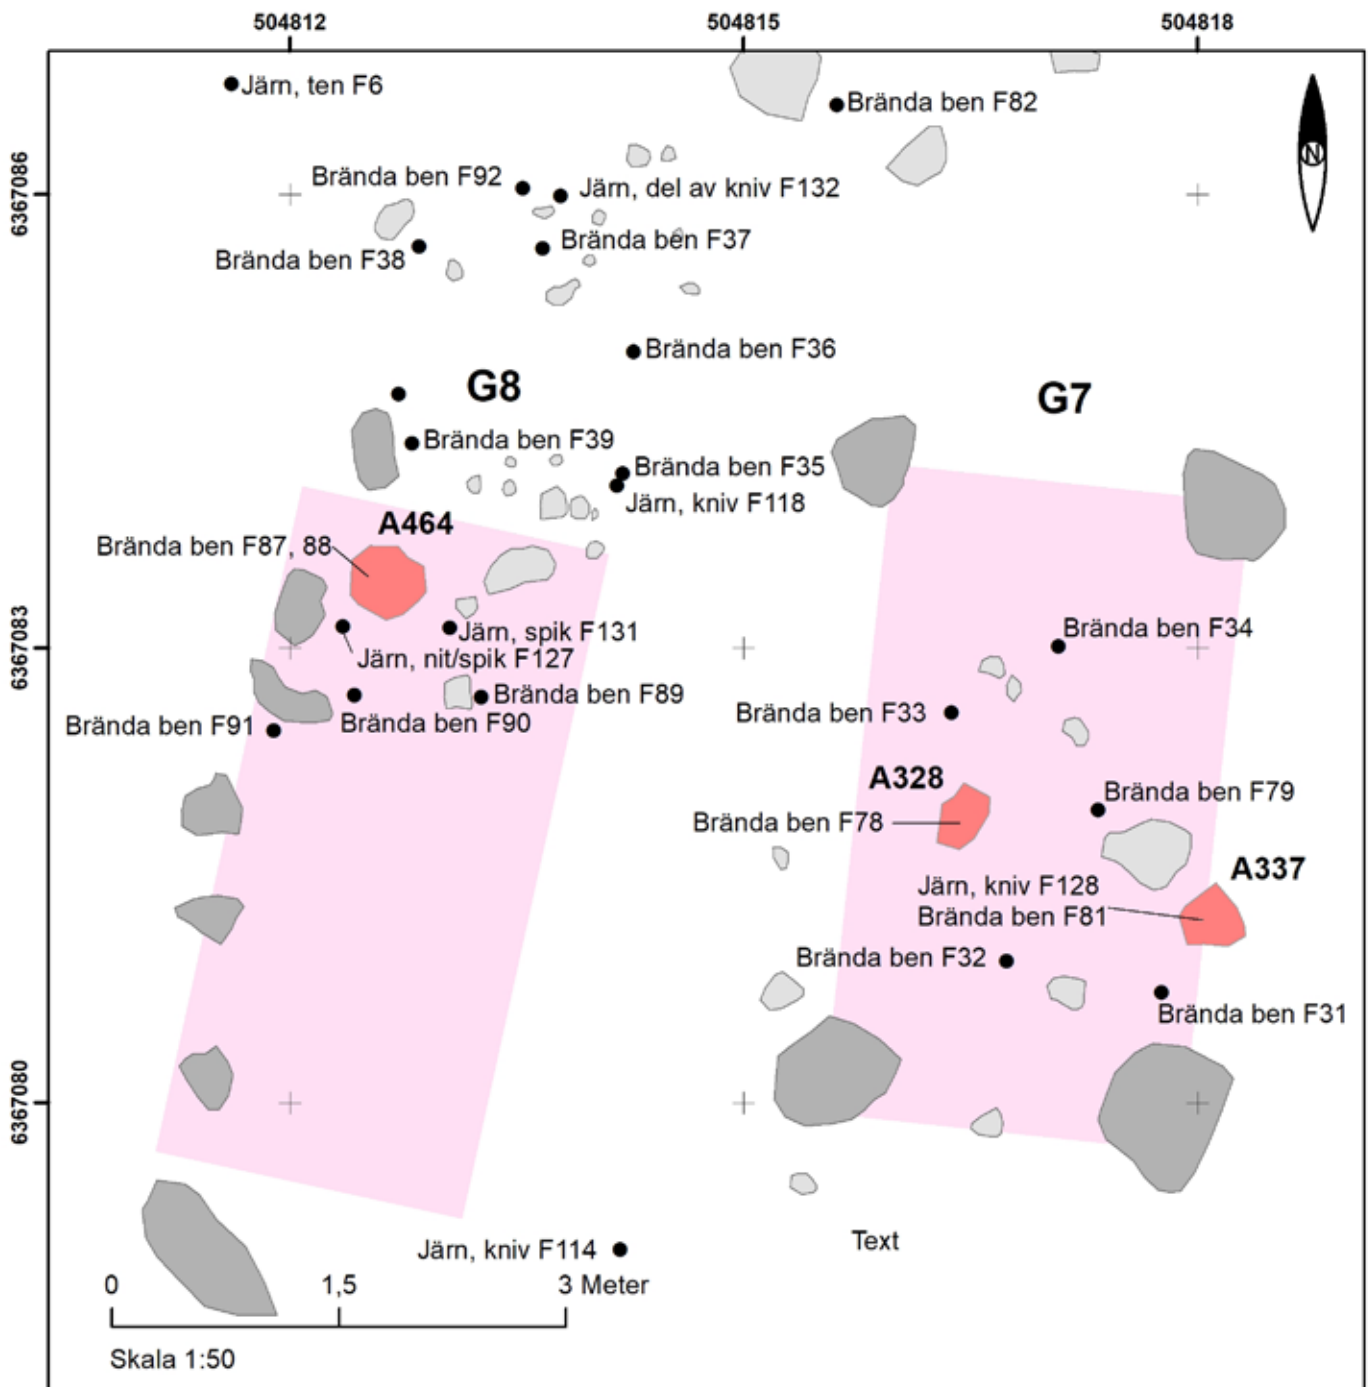 504812
504815
504818
Järn, ten F6
Brända ben F82
N
6367086
Brända ben F92
Järn, del av kniv F132
Brända ben F37
Brända ben F38
Brända ben F36
G8
G7
Brända ben F39
Brända ben F35
Järn, kniv F118
A464
Brända ben F87, 88
6367083
Järn, spik F131
Järn, nit/spik F127
Brända ben F34
Brända ben F89
Brända ben F90
Brända ben F91
Brända ben F33
A328
Brända ben F79
Brända ben F78
A337
Järn, kniv F128
Brända ben F81
Brända ben F32
Brända ben F31
6367080
Text
Järn, kniv F114
0 1,5 3 Meter
Skala 1:50